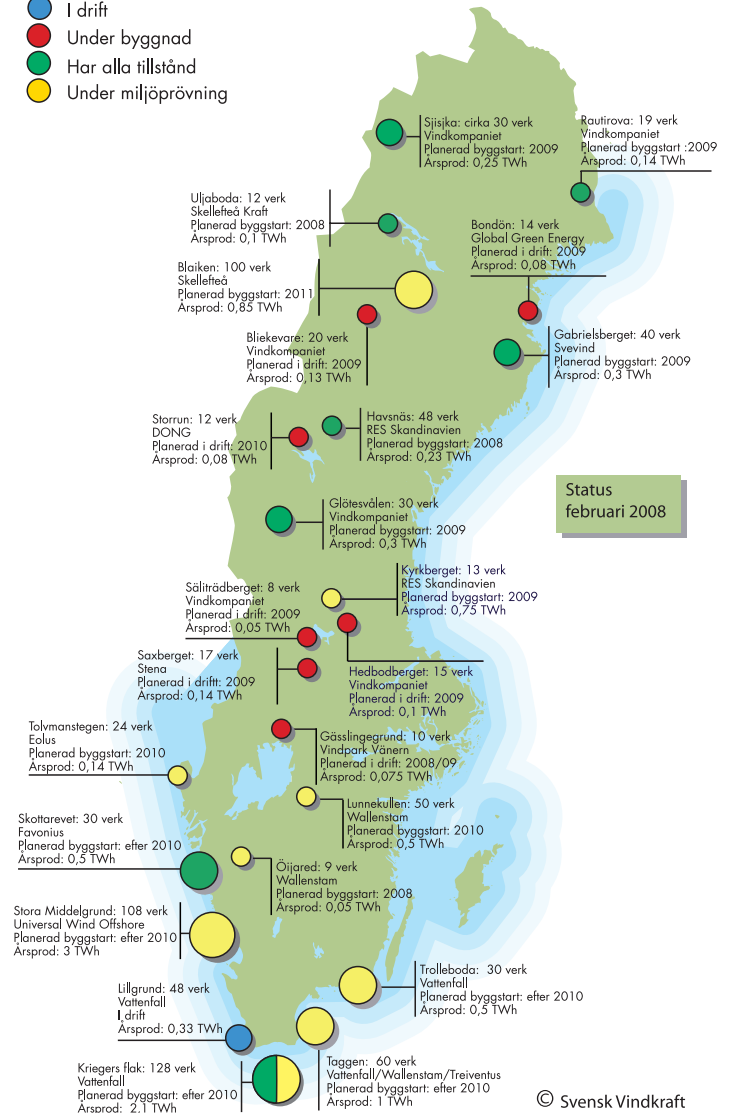 I drift
Under byggnad
Har alla tillstånd
Under miljöprövning
Sjisjka: cirka 30 verk
Vindkompaniet
Planerad byggstart: 2009
Årsprod: 0,25 TWh
Rautirova: 19 verk
Vindkompaniet
Planerad byggstart :2009
Årsprod: 0,14 TWh
Uljaboda: 12 verk
Skellefteå Kraft
Planerad byggstart: 2008
Årsprod: 0,1 TWh
Bondön: 14 verk
Global Green Energy
Planerad i drift: 2009
Årsprod: 0,08 TWh
Blaiken: 100 verk
Skellefteå
Planerad byggstart: 2011
Årsprod: 0,85 TWh
Bliekevare: 20 verk
Vindkompaniet
Planerad i drift: 2009
Årsprod: 0,13 TWh
Gabrielsberget: 40 verk
Svevind
Planerad byggstart: 2009
Årsprod: 0,3 TWh
Storrun: 12 verk
DONG
Planerad i drift: 2010
Årsprod: 0,08 TWh
Havsnäs: 48 verk
RES Skandinavien
Planerad byggstart: 2008
Årsprod: 0,23 TWh
Status
februari 2008
Glötesvålen: 30 verk
Vindkompaniet
Planerad byggstart: 2009
Årsprod: 0,3 TWh
Kyrkberget: 13 verk
RES Skandinavien
Planerad byggstart: 2009
Årsprod: 0,75 TWh
Säliträdberget: 8 verk
Vindkompaniet
Planerad i drift: 2009
Årsprod: 0,05 TWh
Saxberget: 17 verk
Stena
Planerad i driftt: 2009
Årsprod: 0,14 TWh
Hedbodberget: 15 verk
Vindkompaniet
Planerad i drift: 2009
Årsprod: 0,1 TWh
Tolvmanstegen: 24 verk
Eolus
Planerad byggstart: 2010
Årsprod: 0,14 TWh
Gässlingegrund: 10 verk
Vindpark Vänern
Planerad i drift: 2008/09
Årsprod: 0,075 TWh
Lunnekullen: 50 verk
Wallenstam
Planerad byggstart: 2010
Årsprod: 0,5 TWh
Skottarevet: 30 verk
Favonius
Planerad byggstart: efter 2010
Årsprod: 0,5 TWh
Öijared: 9 verk
Wallenstam
Planerad byggstart: 2008
Årsprod: 0,05 TWh
Stora Middelgrund: 108 verk
Universal Wind Offshore
Planerad byggstart: efter 2010
Årsprod: 3 TWh
Trolleboda: 30 verk
Vattenfall
Planerad byggstart: efter 2010
Årsprod: 0,5 TWh
Lillgrund: 48 verk
Vattenfall
I drift
Årsprod: 0,33 TWh
Taggen: 60 verk
Vattenfall/Wallenstam/Treiventus
Planerad byggstart: efter 2010
Årsprod: 1 TWh
Kriegers flak: 128 verk
Vattenfall
Planerad byggstart: efter 2010
Årsprod: 2,1 TWh
© Svensk Vindkraft